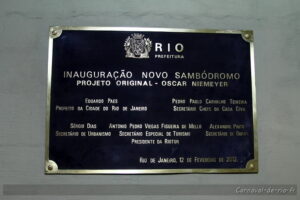 RIO
PREFEITURA
INAUGURAÇÃO NOVO SAMBÓDROMO
PROJETO ORIGINAL - OSCAR NIEMEYER
EDUARDO PAES
PREFEITO DA CIDADE DO RIO DE JANEIRO
PEDRO PAULO CARVALHO TEIXEIRA
SECRETÁRIO CHEFE DA CASA CIVIL
SÉRGIO DIAS
SECRETÁRIO DE URBANISMO
ANTONIO PEDRO VIEGAS FIGUEIRA DE MELLO
SECRETÁRIO ESPECIAL DE TURISMO
PRESIDENTE DA RIOTUR
ALEXANDRE PINTO
SECRETÁRIO DE OBRAS
RIO DE JANEIRO, 12 DE FEVEREIRO DE 2012.
Carnaval-de-rio.fr